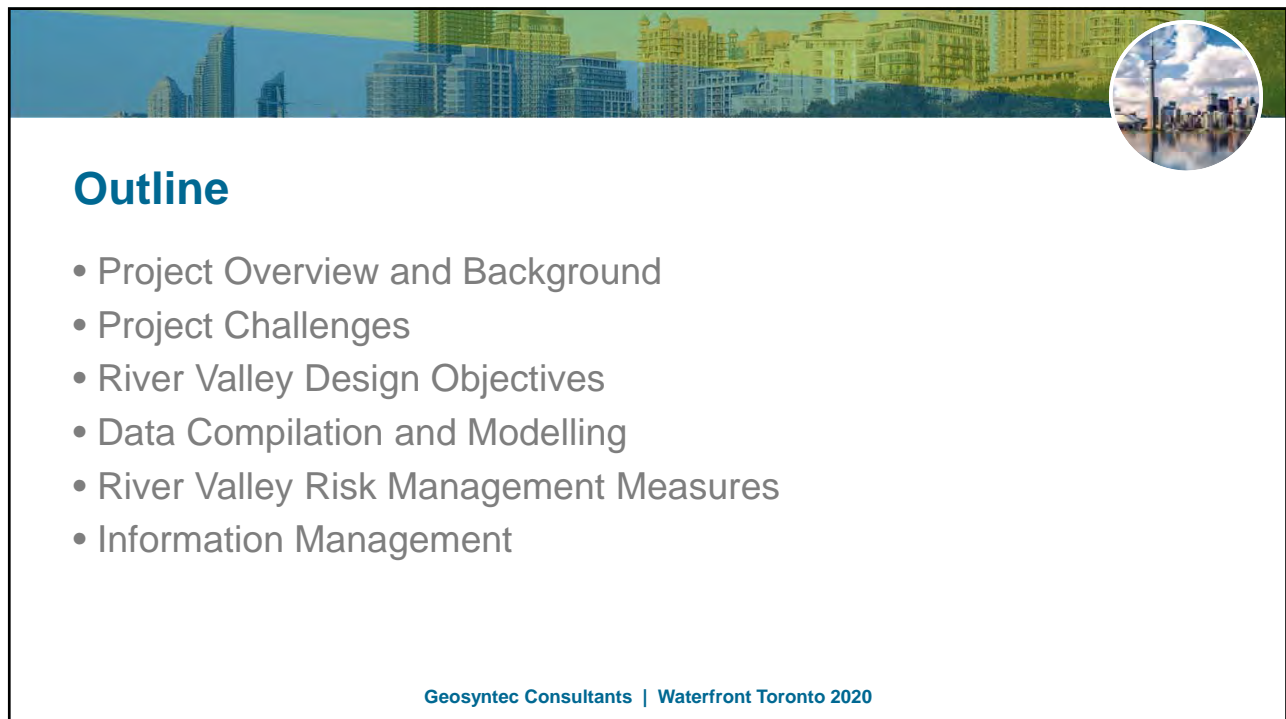 Outline
• Project Overview and Background
• Project Challenges
• River Valley Design Objectives
• Data Compilation and Modelling
• River Valley Risk Management Measures
• Information Management
Geosyntec Consultants | Waterfront Toronto 2020